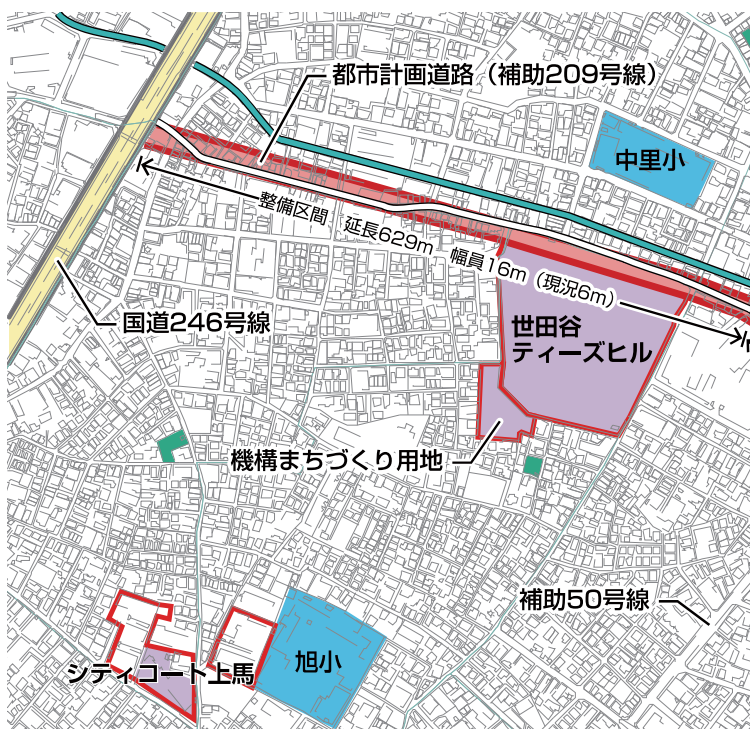 都市計画道路（補助209号線）
中里小
整備区間　延長629m　幅員16m（現況6m）
国道246号線
世田谷
ティーズヒル
機構まちづくり用地
補助50号線
シティコート上馬
旭小